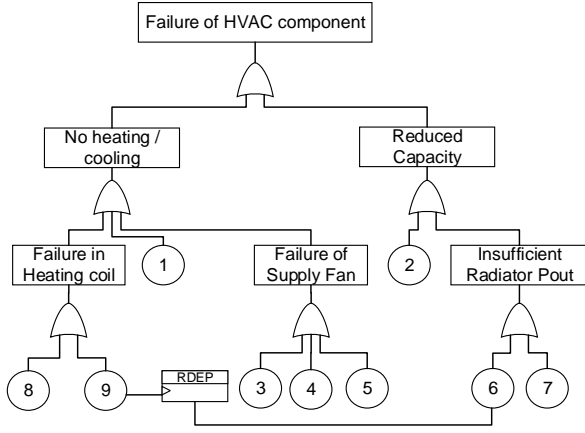 Failure of HVAC component
No heating /
cooling
Reduced
Capacity
Failure in
Heating coil
1
Failure of
Supply Fan
2
Insufficient
Radiator Pout
8
9
RDEP
3
4
5
6
7